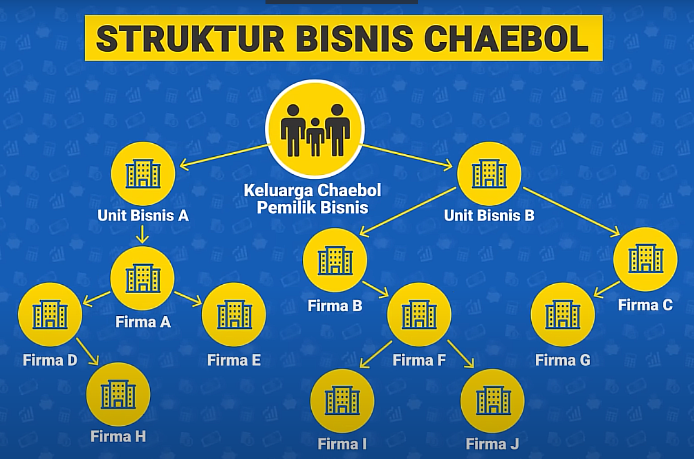 STRUKTUR BISNIS CHAEBOL
Keluarga Chaebol
Pemilik Bisnis
Unit Bisnis A
Unit Bisnis B
Firma A
Firma B
Firma C
Firma D
Firma E
Firma F
Firma G
Firma H
Firma I
Firma J